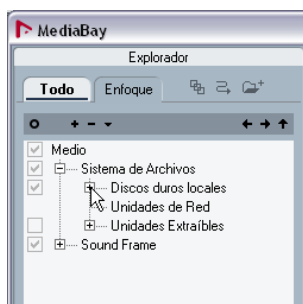 MediaBay
Explorador
Todo Enfoque
Medio
Sistema de Archivos
Discos duros locales
Unidades de Red
Unidades Extraíbles
Sound Frame